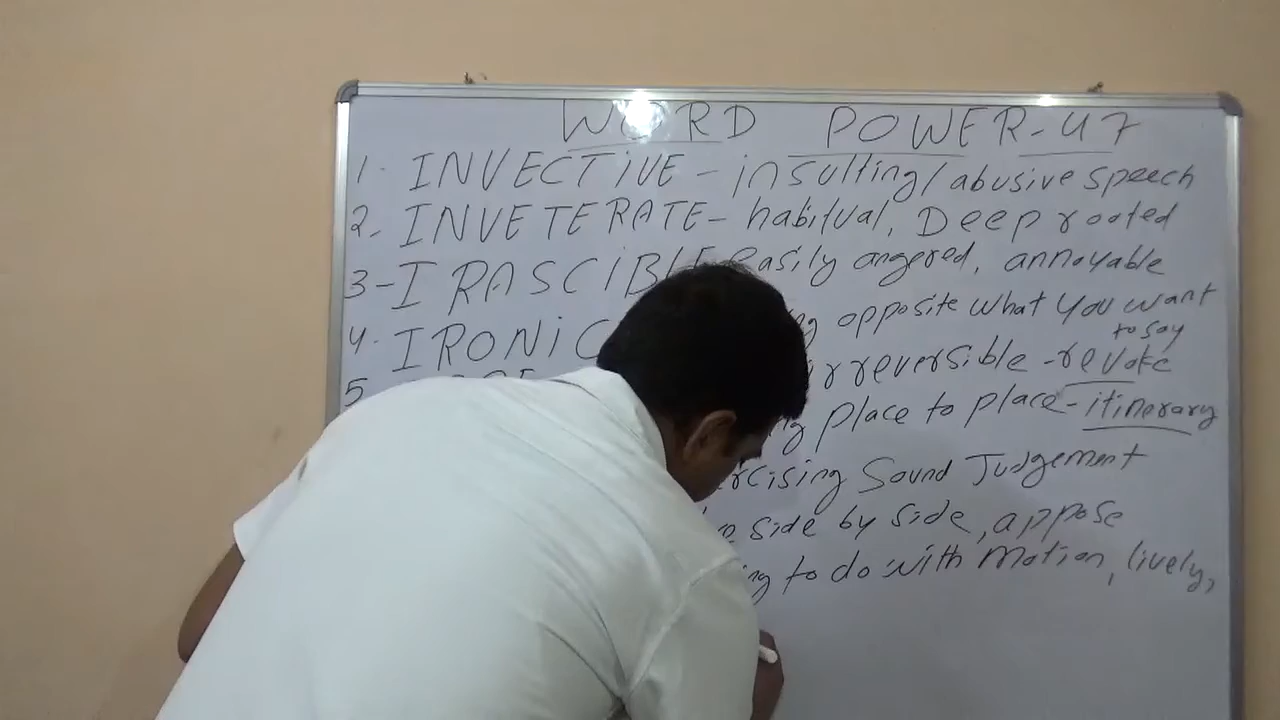 WORD POWER-47
1. INVECTIVE - insulting/abusive speech
2. INVETERATE - habitual, Deep rooted
3 - IRASCIBLE easily angered, annoyable
4. IRONIC opposite what you want
to say
5 irreversible - revoke
place to place - itinerary
Sound Judgement
side by side, appose
to do with motion, lively,